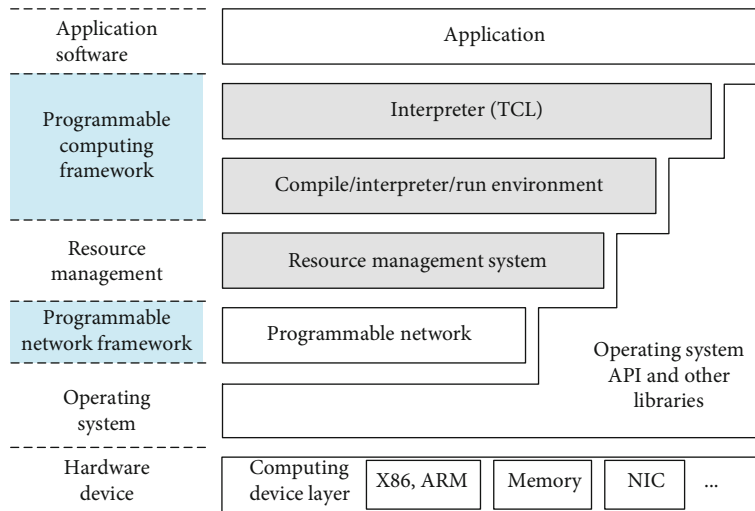 Application
software
Application
Programmable
computing
framework
Interpreter (TCL)
Compile/interpreter/run environment
Resource
management
Resource management system
Programmable
network framework
Programmable network
Operating system
API and other
libraries
Operating
system
Hardware
device
Computing
device layer
X86, ARM
Memory
NIC
...